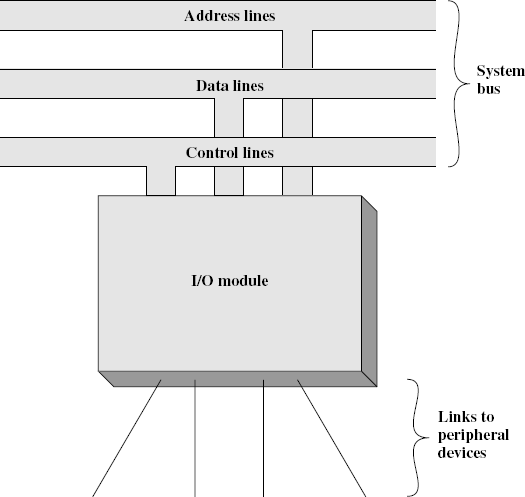 Address lines
Data lines
Control lines
System
bus
I/O module
Links to
peripheral
devices